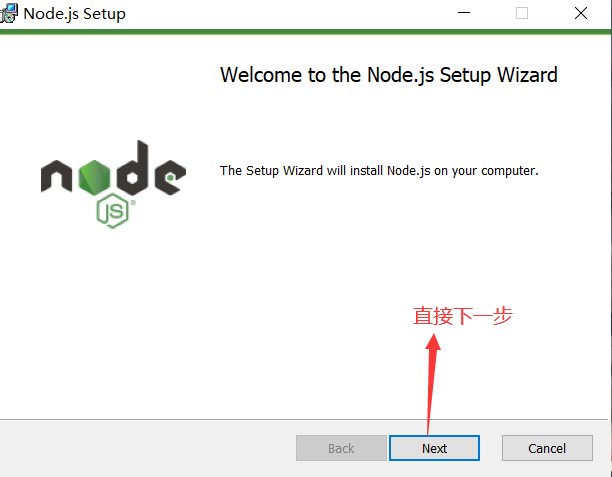 Node.js Setup
Welcome to the Node.js Setup Wizard
node
JS®
The Setup Wizard will install Node.js on your computer.
直接下一步
Back
Next
Cancel